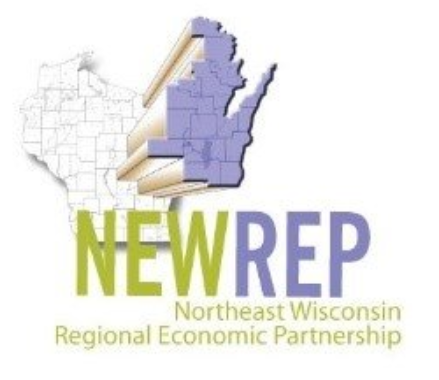 NEWREP
Northeast Wisconsin
Regional Economic Partnership